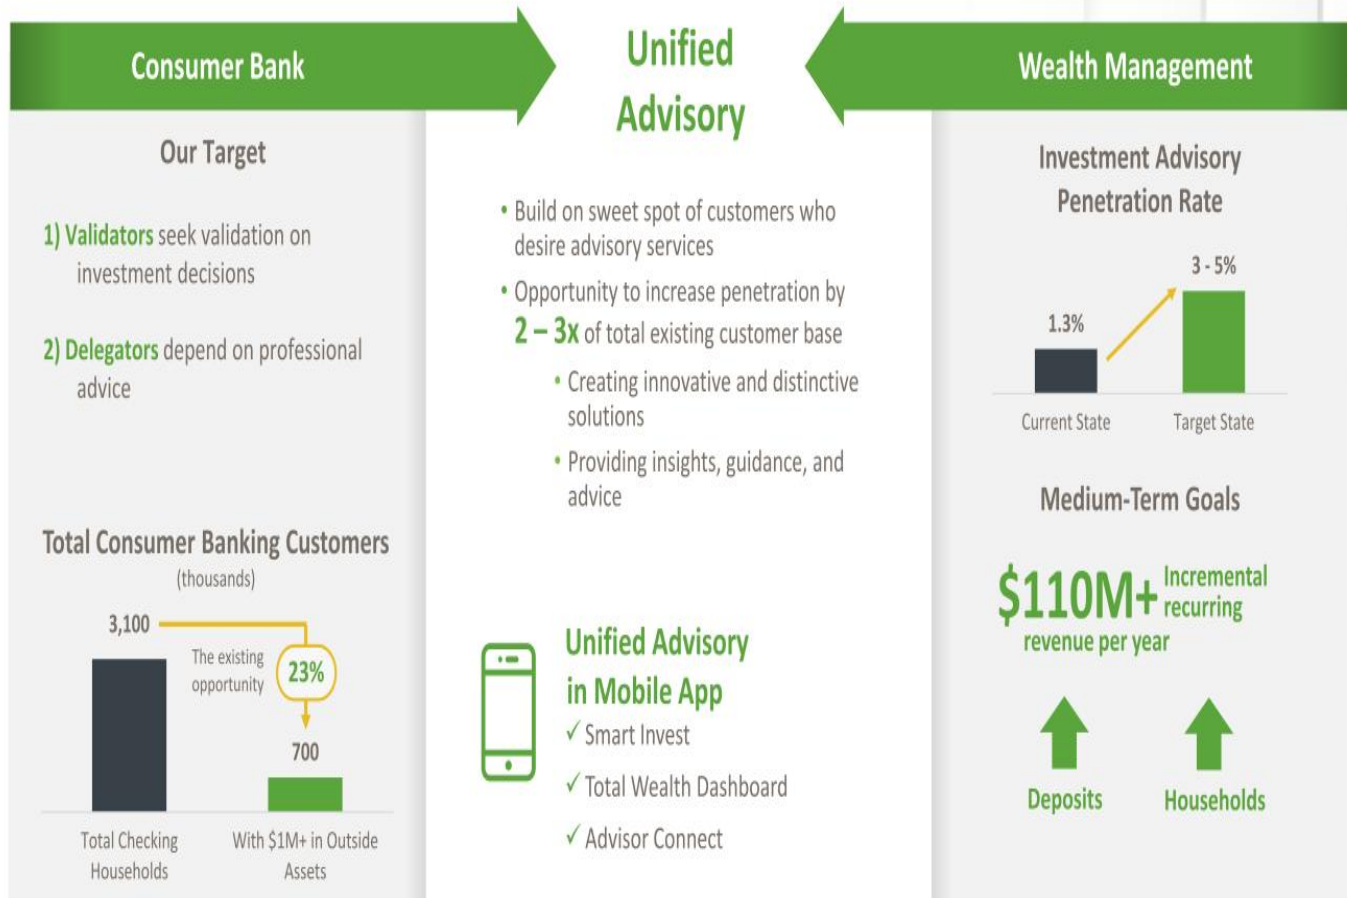 Consumer Bank
Unified
Advisory
Wealth Management
Our Target
1) Validators seek validation on
investment decisions
2) Delegators depend on professional
advice
Total Consumer Banking Customers
(thousands)
3,100
The existing
opportunity
23%
700
Total Checking
Households
With $1M+ in Outside
Assets
• Build on sweet spot of customers who
desire advisory services
• Opportunity to increase penetration by
2 – 3x of total existing customer base
• Creating innovative and distinctive
solutions
• Providing insights, guidance, and
advice
Unified Advisory
in Mobile App
✓ Smart Invest
✓ Total Wealth Dashboard
✓ Advisor Connect
Investment Advisory
Penetration Rate
3 - 5%
1.3%
Current State
Target State
Medium-Term Goals
$110M+ Incremental
recurring
revenue per year
Deposits
Households